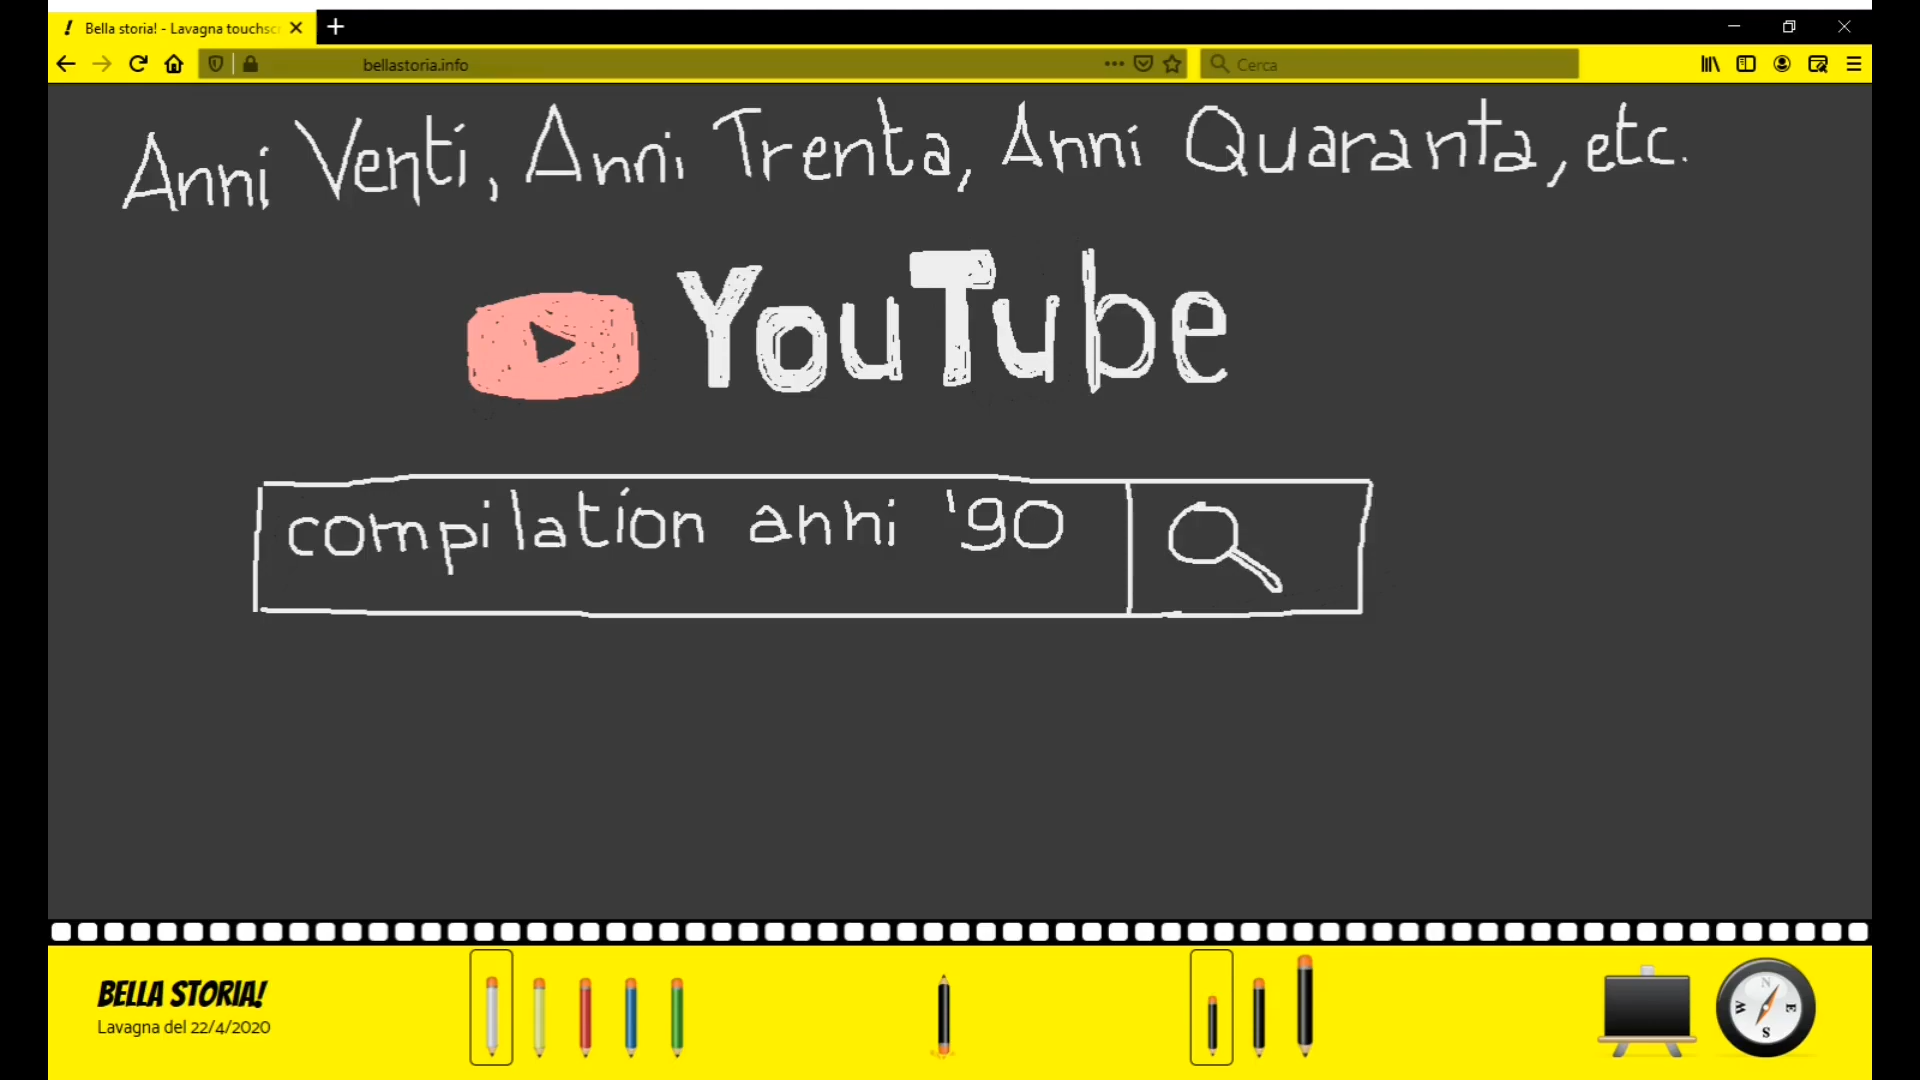 Bella storia! - Lavagna touchsc
bellastoria.info
Cerca
Anni Venti, Anni Trenta, Anni Quaranta, etc.
YouTube
compilation anni '90
BELLA STORIA!
Lavagna del 22/4/2020
N
W E
S